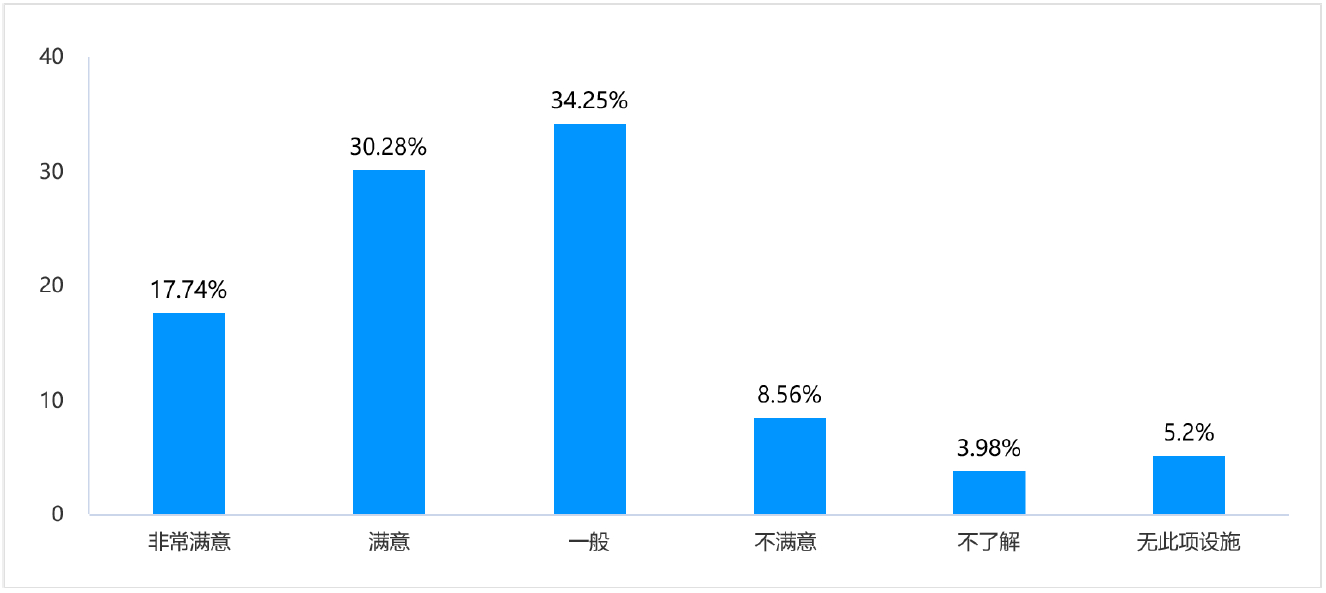 40
30
20
10
0
17.74%
30.28%
34.25%
8.56%
3.98%
5.2%
非常满意
满意
一般
不满意
不了解
无此项设施